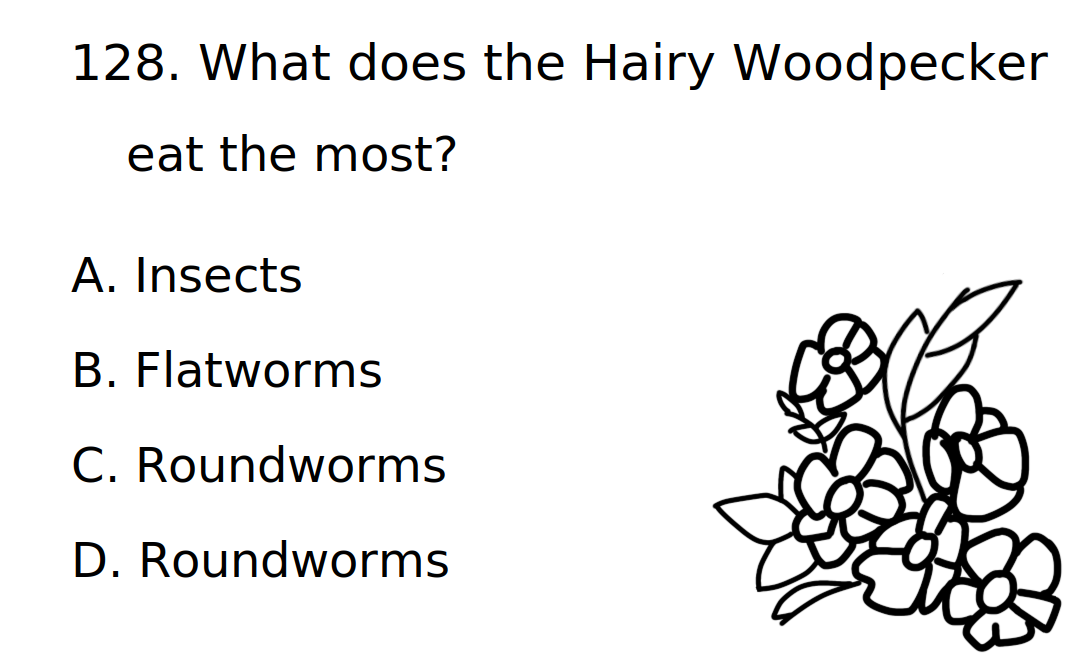 128. What does the Hairy Woodpecker
eat the most?
A. Insects
B. Flatworms
C. Roundworms
D. Roundworms